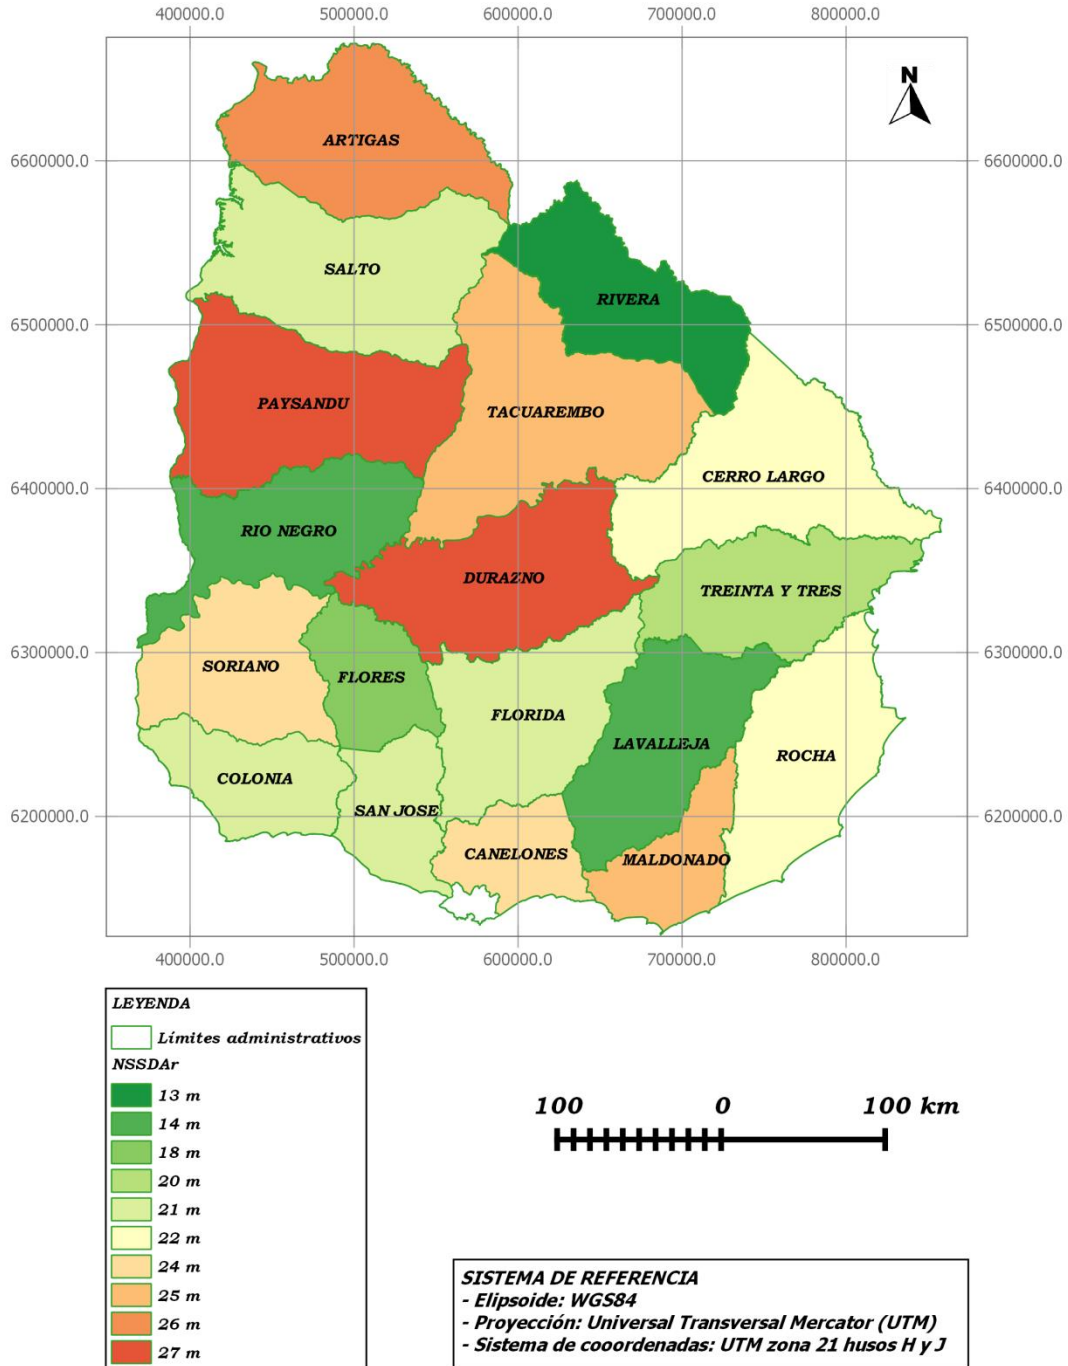 400000.0 500000.0 600000.0 700000.0 800000.0
N
ARTIGAS
6600000.0 6600000.0
SALTO
RIVERA
6500000.0 6500000.0
PAYSANDU
TACUAREMBO
CERRO LARGO
6400000.0 6400000.0
RIO NEGRO
DURAZNO
TREINTA Y TRES
6300000.0 6300000.0
SORIANO
FLORES
FLORIDA
LAVALLEJA
ROCHA
COLONIA
SAN JOSE
6200000.0 6200000.0
CANELONES
MALDONADO
400000.0 500000.0 600000.0 700000.0 800000.0
LEYENDA
Límites administrativos
NSSDAr
13 m
14 m
18 m
20 m
21 m
22 m
24 m
25 m
26 m
27 m
100 0 100 km
SISTEMA DE REFERENCIA
- Elipsoide: WGS84
- Proyección: Universal Transversal Mercator (UTM)
- Sistema de cooordenadas: UTM zona 21 husos H y J